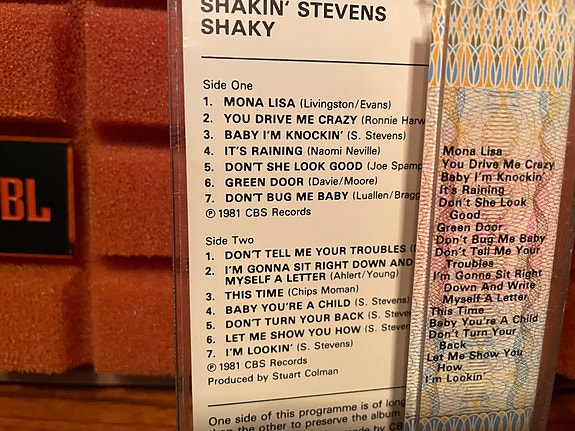 SHAKIN' STEVENS
SHAKY
Side One
1. MONA LISA (Livingston/Evans)
2. YOU DRIVE ME CRAZY (Ronnie Harw
3. BABY I'M KNOCKIN' (S. Stevens)
4. IT'S RAINING (Naomi Neville)
5. DON'T SHE LOOK GOOD (Joe Spamp
6. GREEN DOOR (Davie/Moore)
7. DON'T BUG ME BABY (Luallen/Bragg
℗ 1981 CBS Records
Side Two
1. DON'T TELL ME YOUR TROUBLES
2. I'M GONNA SIT RIGHT DOWN AND
MYSELF A LETTER (Ahlert/Young)
3. THIS TIME (Chips Moman)
4. BABY YOU'RE A CHILD (S. Stevens
5. DON'T TURN YOUR BACK (S. Steve
6. LET ME SHOW YOU HOW (S. Steven
7. I'M LOOKIN' (S. Stevens)
℗ 1981 CBS Records
Produced by Stuart Colman
One side of this programme is of long
than the other to preserve the album
made by CB
Mona Lisa
You Drive Me Crazy
Baby I'm Knockin'
It's Raining
Don't She Look
Good
Green Door
Don't Bug Me Baby
Don't Tell Me Your
Troubles
I'm Gonna Sit Right
Down And Write
Myself A Letter
This Time
Baby You're A Child
Don't Turn Your
Back
Let Me Show You
How
I'm Lookin'
BL